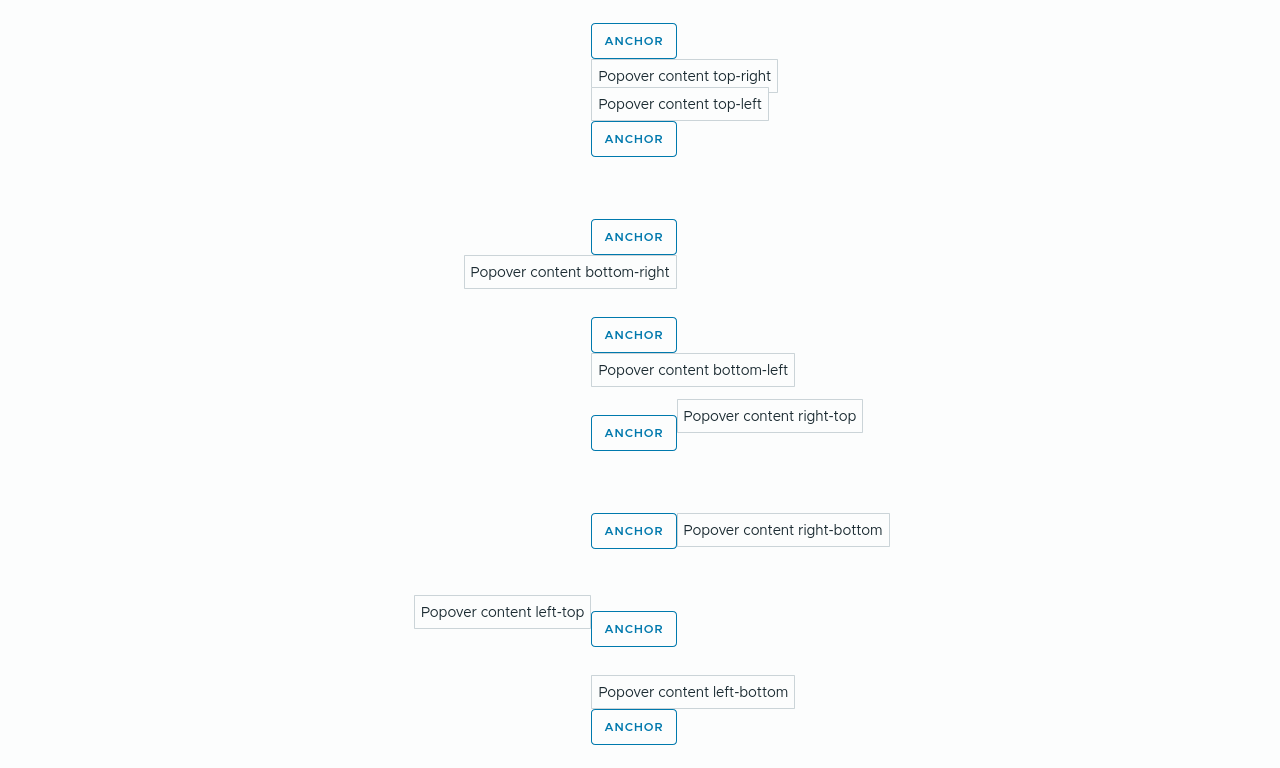 ANCHOR
Popover content top-right
Popover content top-left
ANCHOR
ANCHOR
Popover content bottom-right
ANCHOR
Popover content bottom-left
Popover content right-top
ANCHOR
ANCHOR
Popover content right-bottom
Popover content left-top
ANCHOR
Popover content left-bottom
ANCHOR